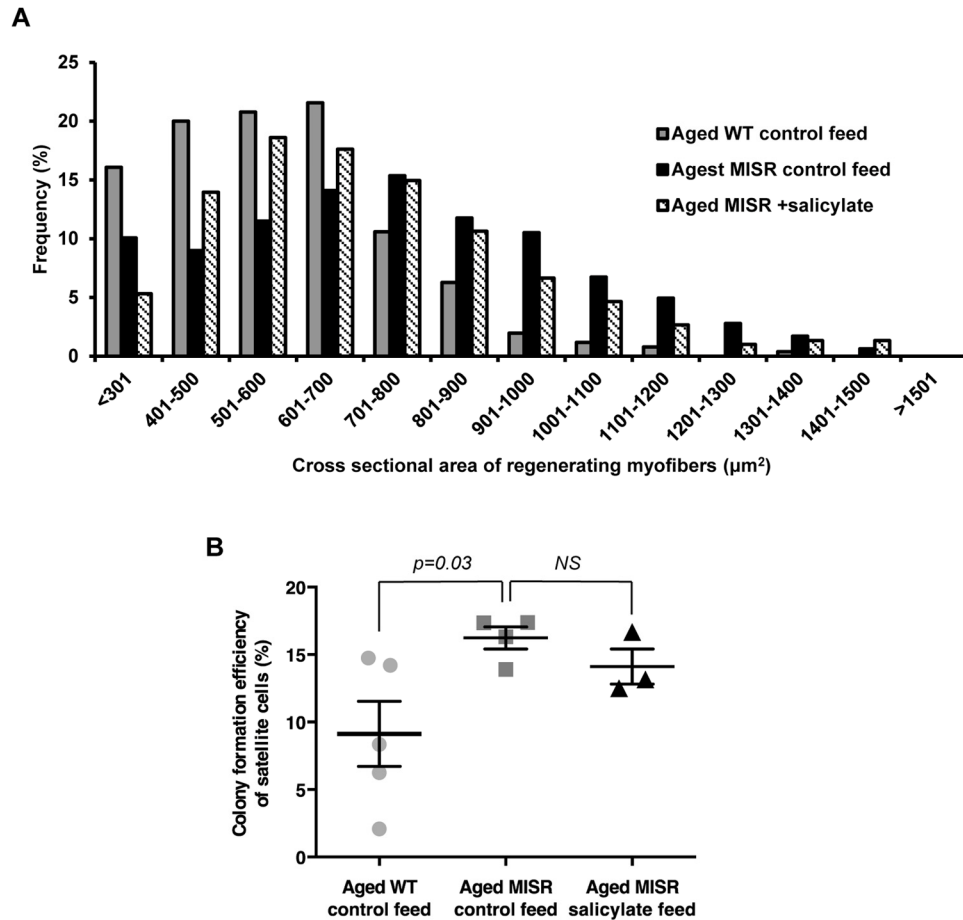 A
25
20
15
10
5
0
Frequency (%)
Aged WT control feed
Agest MISR control feed
Aged MISR +salicylate
<301
401-500
501-600
601-700
701-800
801-900
901-1000
1001-1100
1101-1200
1201-1300
1301-1400
1401-1500
>1501
Cross sectional area of regenerating myofibers (µm²)
B
p=0.03
NS
20
15
10
5
0
Colony formation efficiency
of satellite cells (%)
Aged WT
control feed
Aged MISR
control feed
Aged MISR
salicylate feed